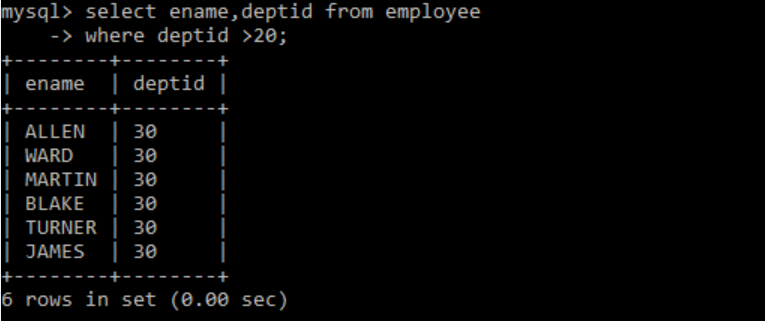 mysql> select ename,deptid from employee
    -> where deptid >20;
+--------+--------+
| ename  | deptid |
+--------+--------+
| ALLEN  | 30     |
| WARD   | 30     |
| MARTIN | 30     |
| BLAKE  | 30     |
| TURNER | 30     |
| JAMES  | 30     |
+--------+--------+
6 rows in set (0.00 sec)